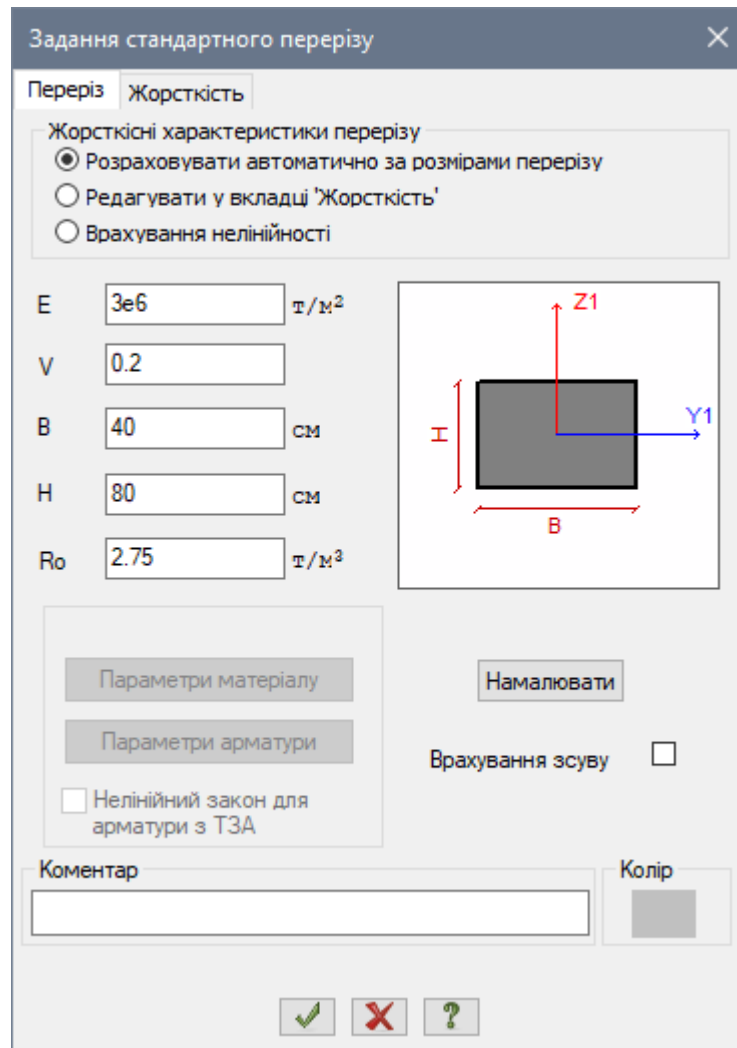 Задання стандартного перерізу
Переріз Жорсткість
Жорсткісні характеристики перерізу
Розраховувати автоматично за розмірами перерізу
Редагувати у вкладці 'Жорсткість'
Врахування нелінійності
E 3e6 т/м²
V 0.2
B 40 см
H 80 см
Ro 2.75 т/м³
Z1
Y1
H
B
Параметри матеріалу
Параметри арматури
Нелінійний закон для
арматури з ТЗА
Намалювати
Врахування зсуву
Коментар
Колір